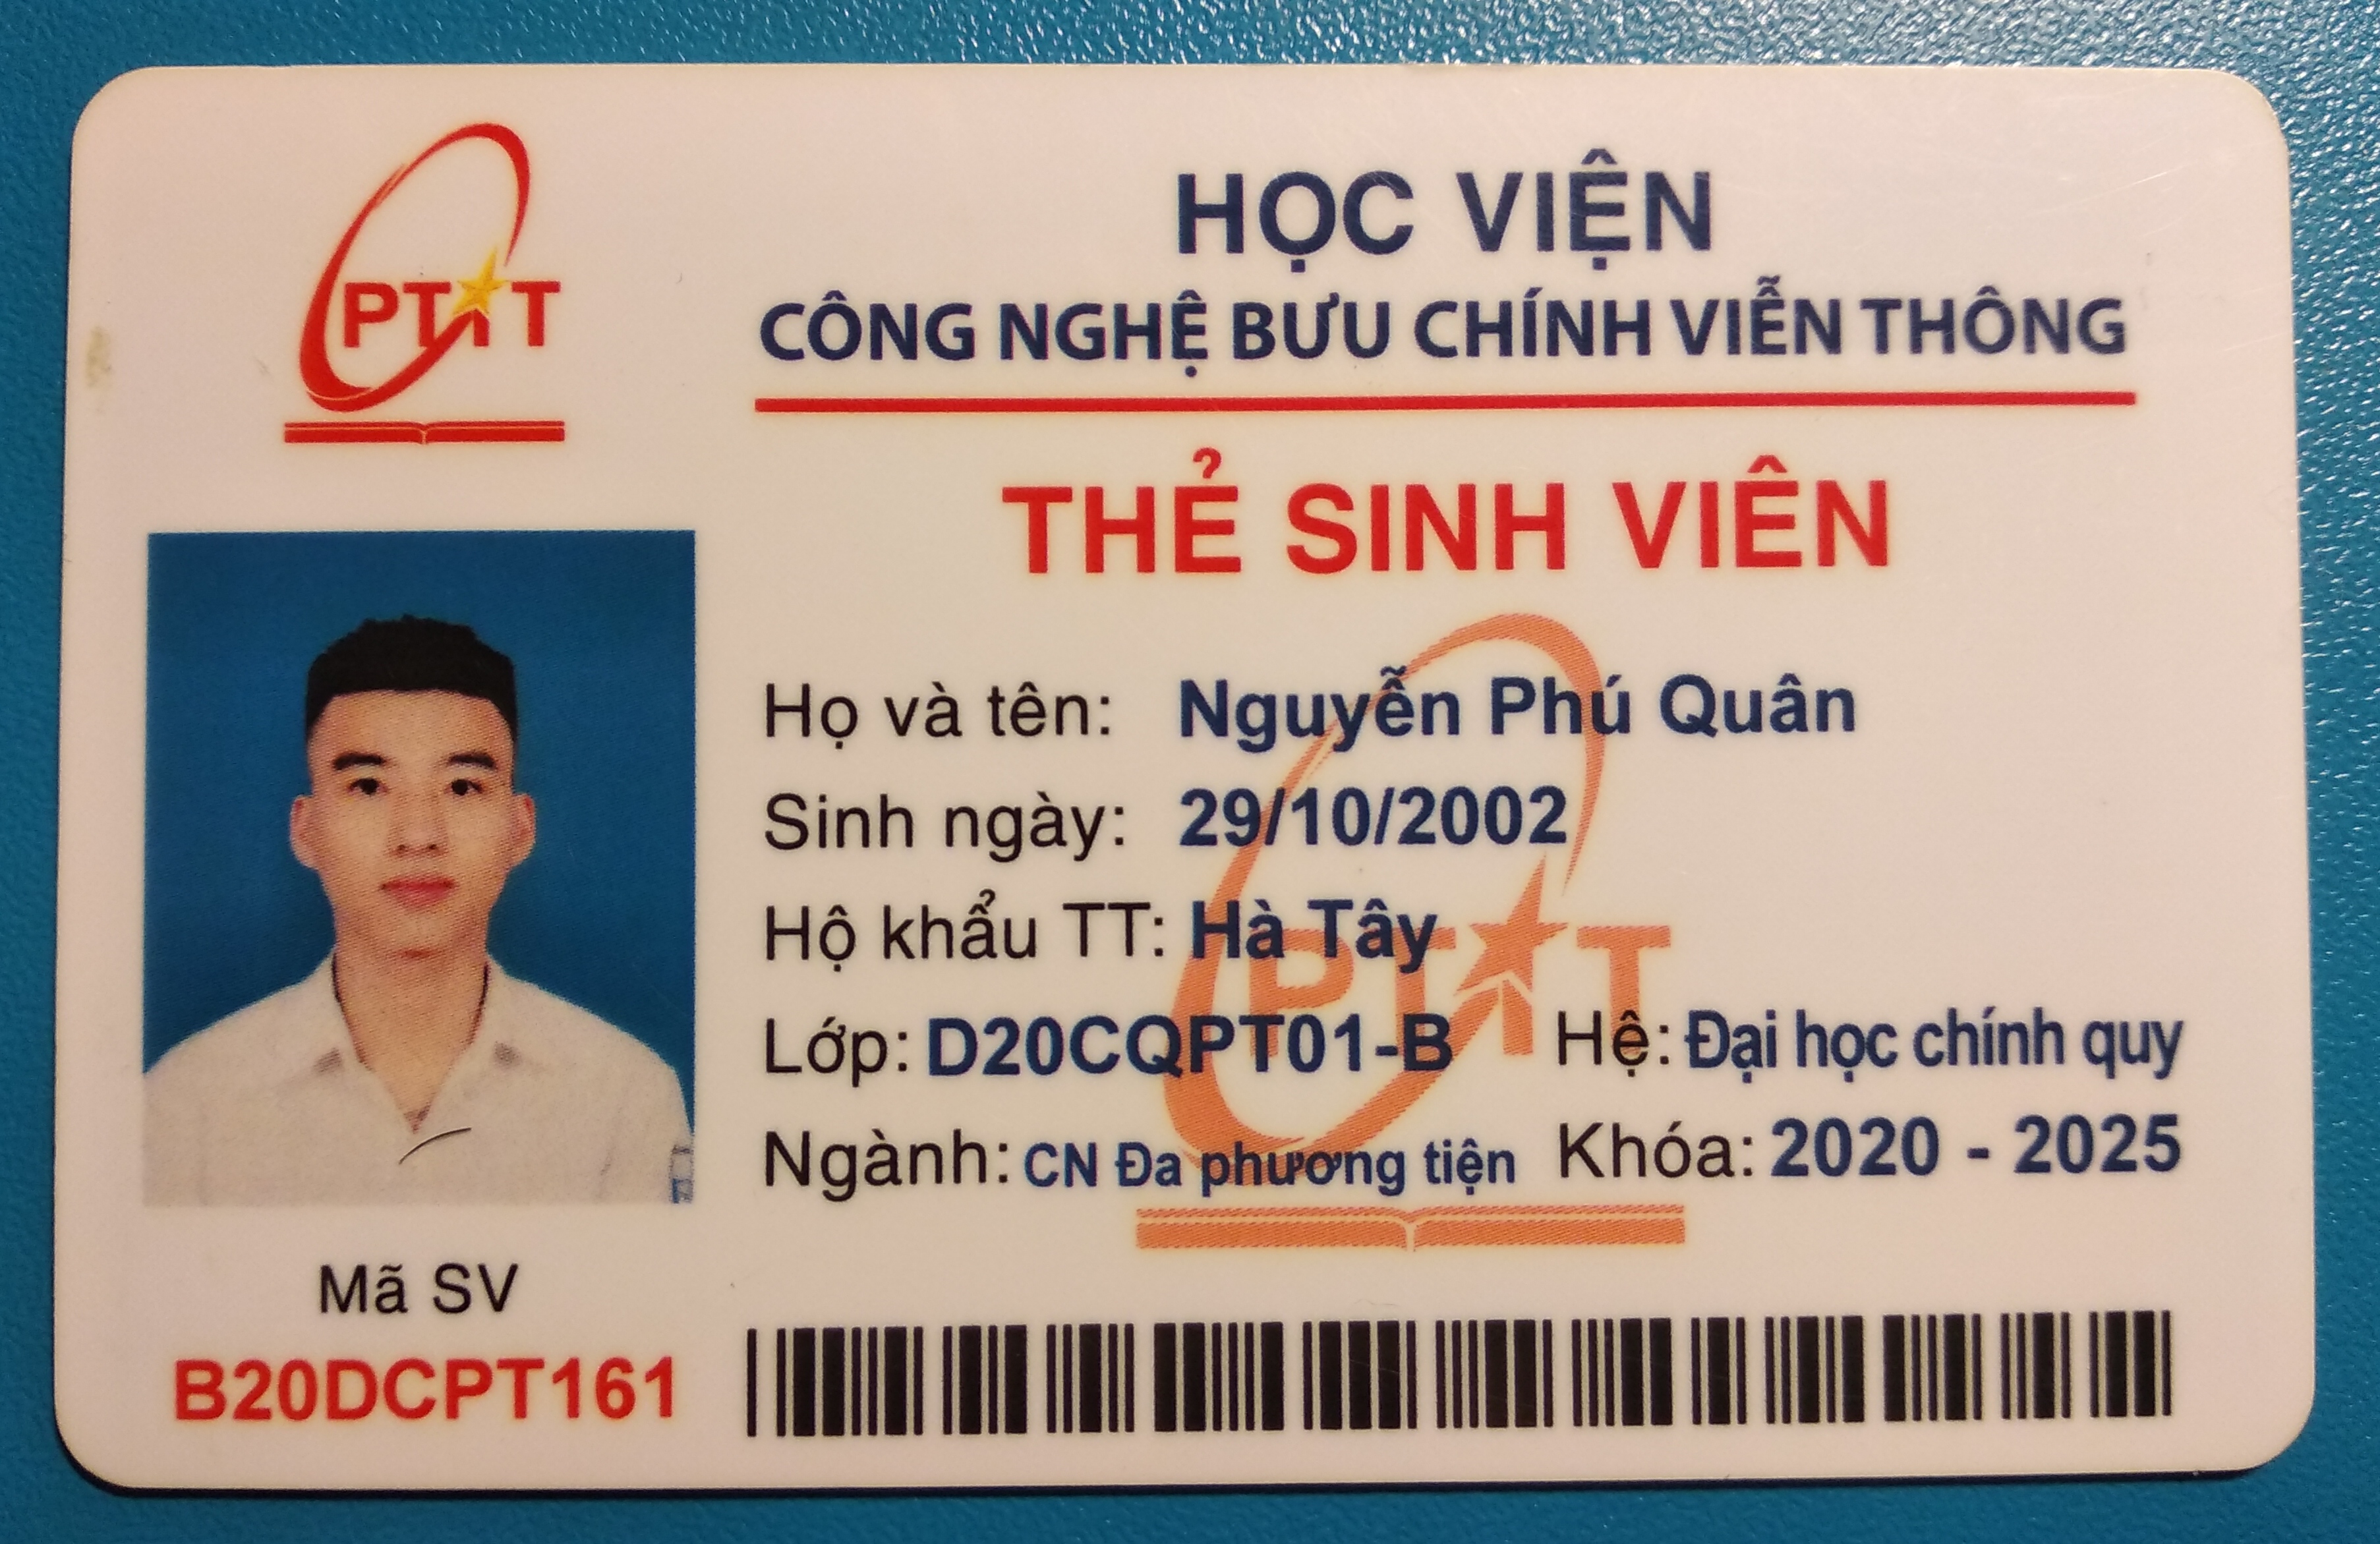 PTIT
HỌC VIỆN
CÔNG NGHỆ BƯU CHÍNH VIỄN THÔNG
THẺ SINH VIÊN
Họ và tên: Nguyễn Phú Quân
Sinh ngày: 29/10/2002
Hộ khẩu TT: Hà Tây
Lớp: D20CQPT01-B Hệ: Đại học chính quy
Ngành: CN Đa phương tiện Khóa: 2020 - 2025
PTIT
Mã SV
B20DCPT161